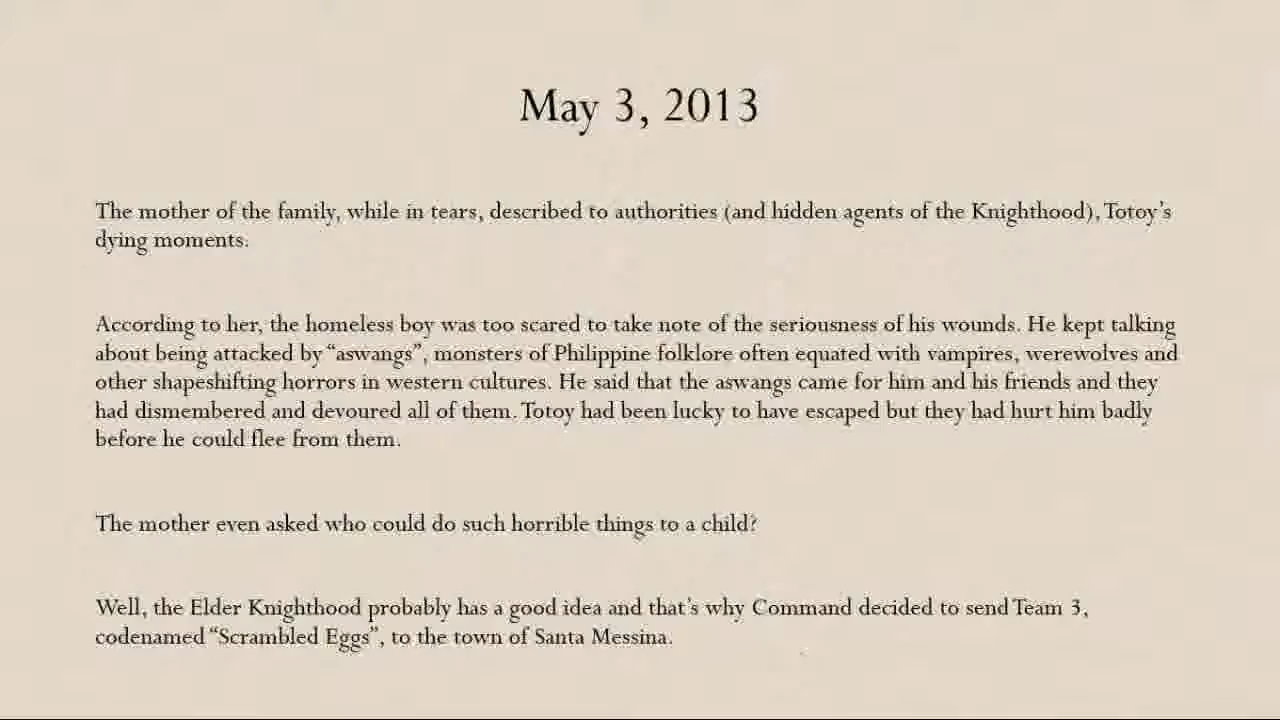 May 3, 2013
The mother of the family, while in tears, described to authorities (and hidden agents of the Knighthood), Totoy’s
dying moments.
According to her, the homeless boy was too scared to take note of the seriousness of his wounds. He kept talking
about being attacked by “aswangs”, monsters of Philippine folklore often equated with vampires, werewolves and
other shapeshifting horrors in western cultures. He said that the aswangs came for him and his friends and they
had dismembered and devoured all of them. Totoy had been lucky to have escaped but they had hurt him badly
before he could flee from them.
The mother even asked who could do such horrible things to a child?
Well, the Elder Knighthood probably has a good idea and that’s why Command decided to send Team 3,
codenamed “Scrambled Eggs”, to the town of Santa Messina.